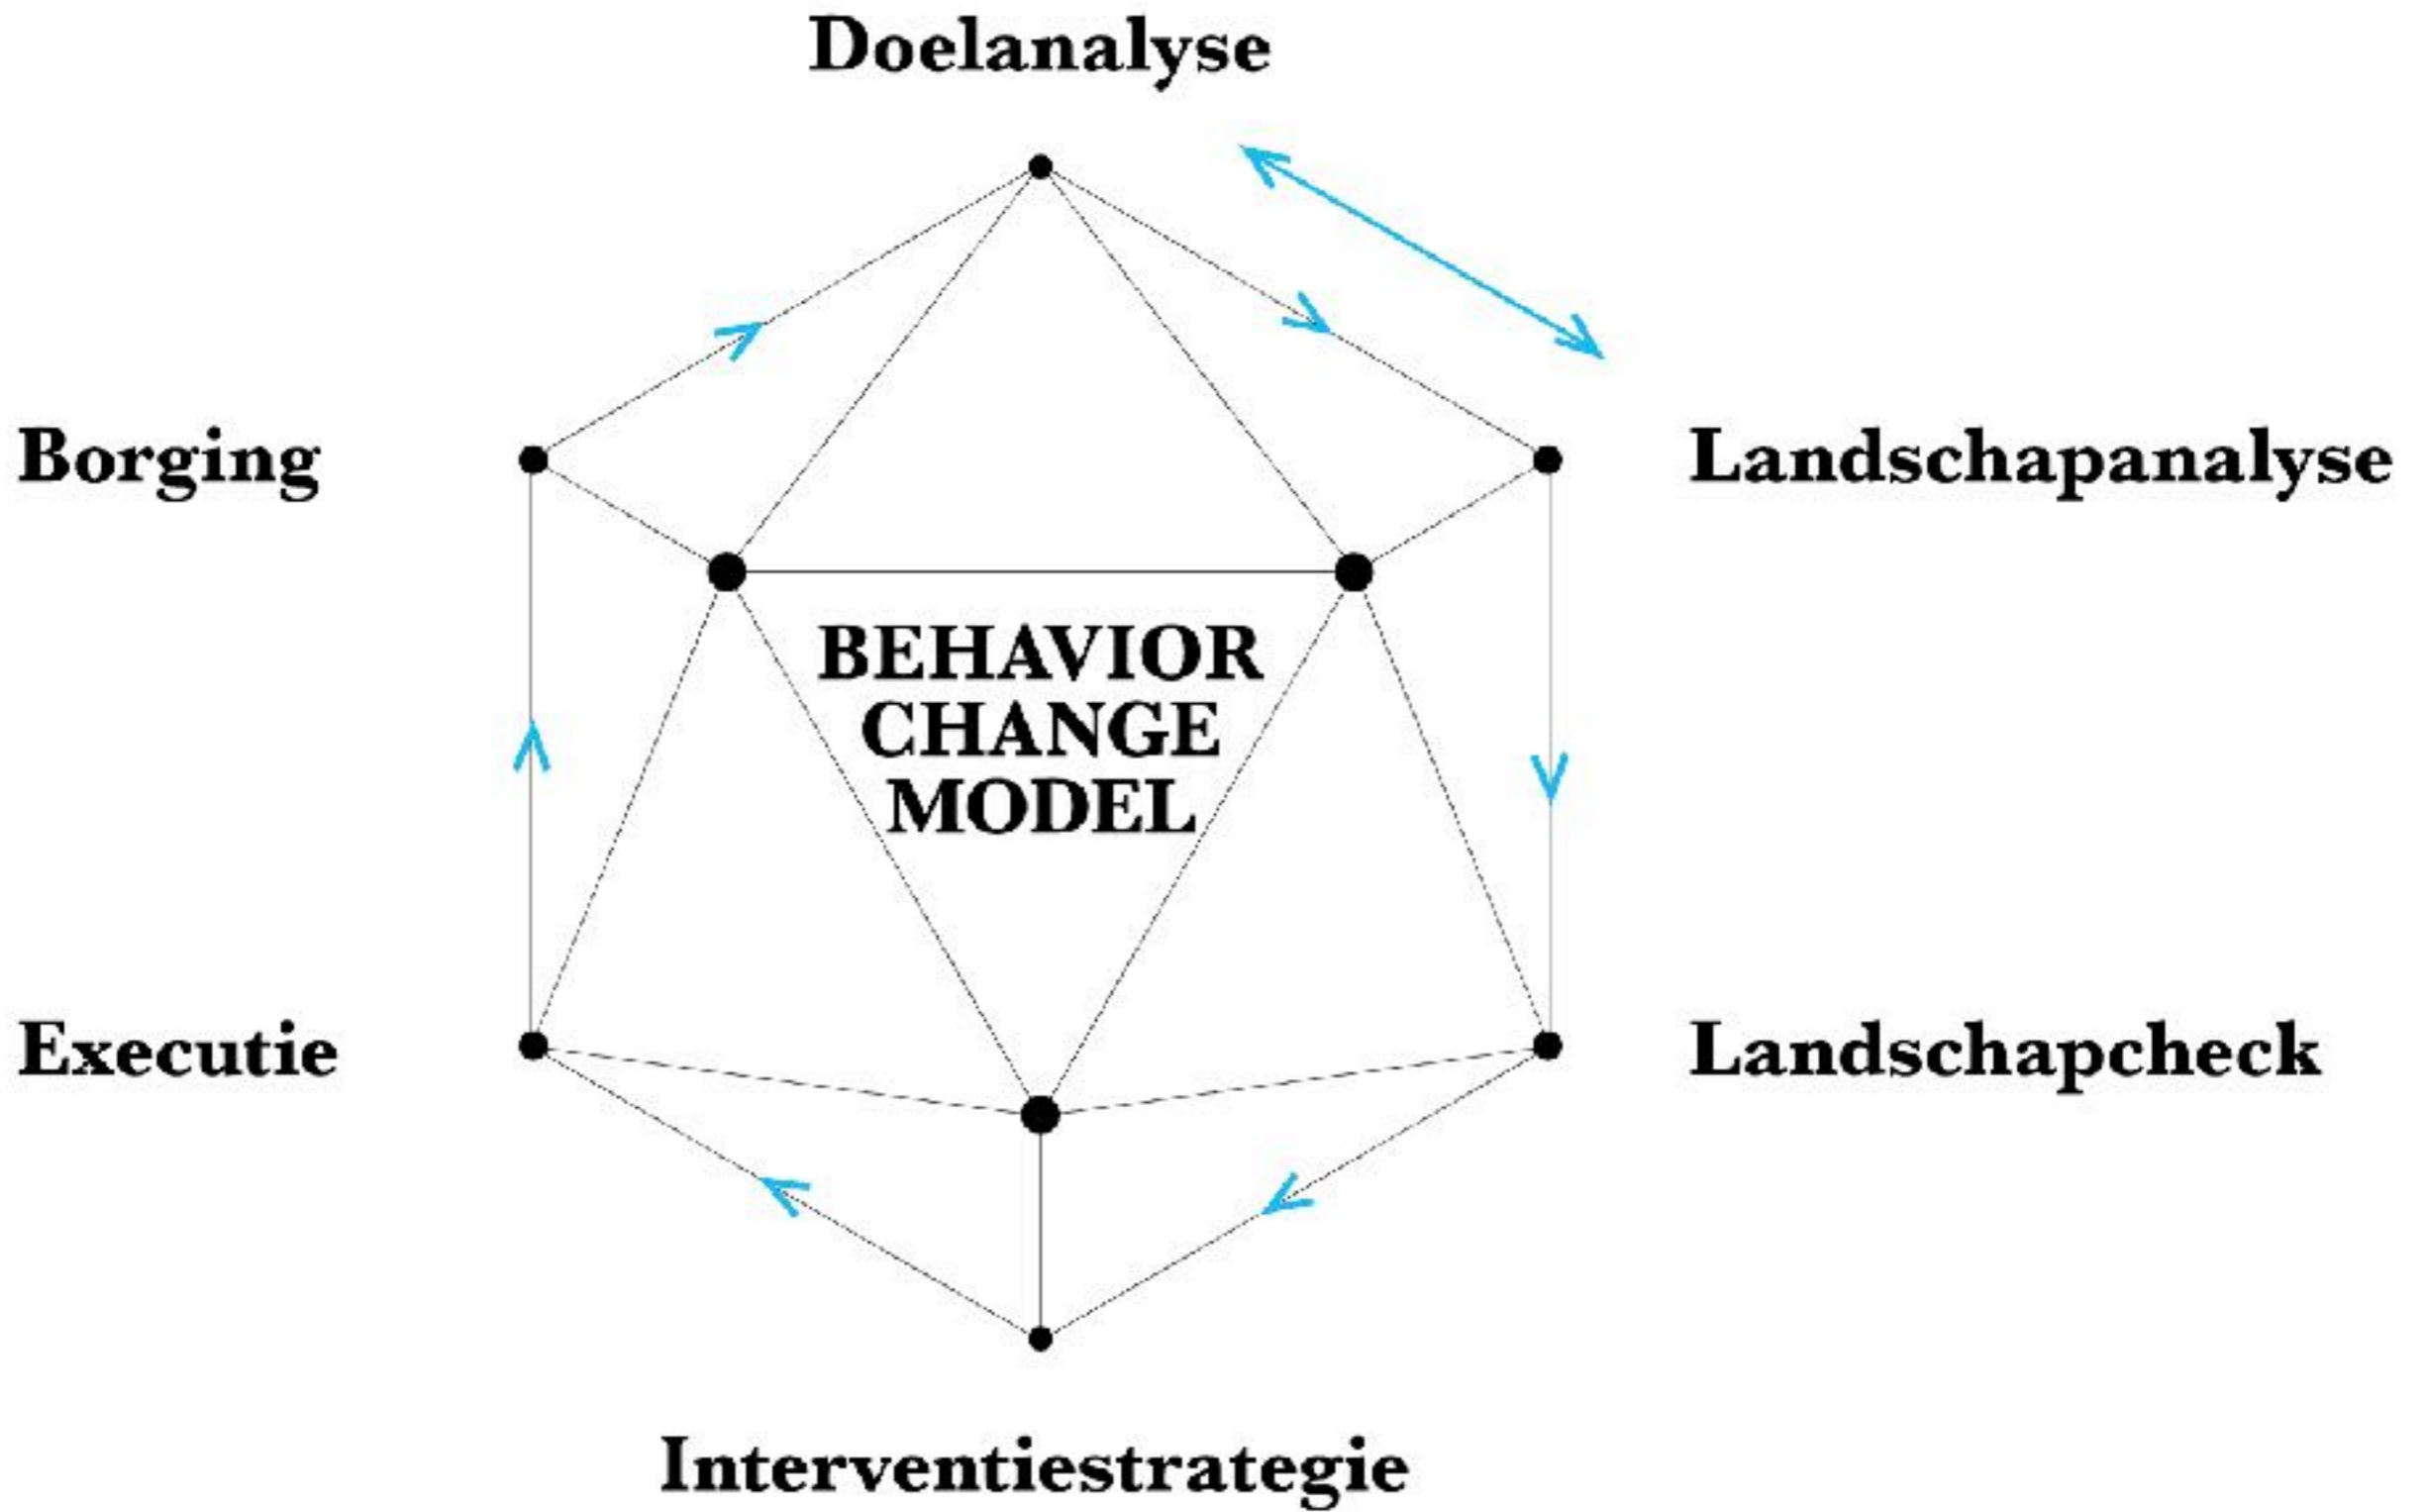 Doelanalyse
Borging
Landschapanalyse
BEHAVIOR
CHANGE
MODEL
Executie
Landschapcheck
Interventiestrategie